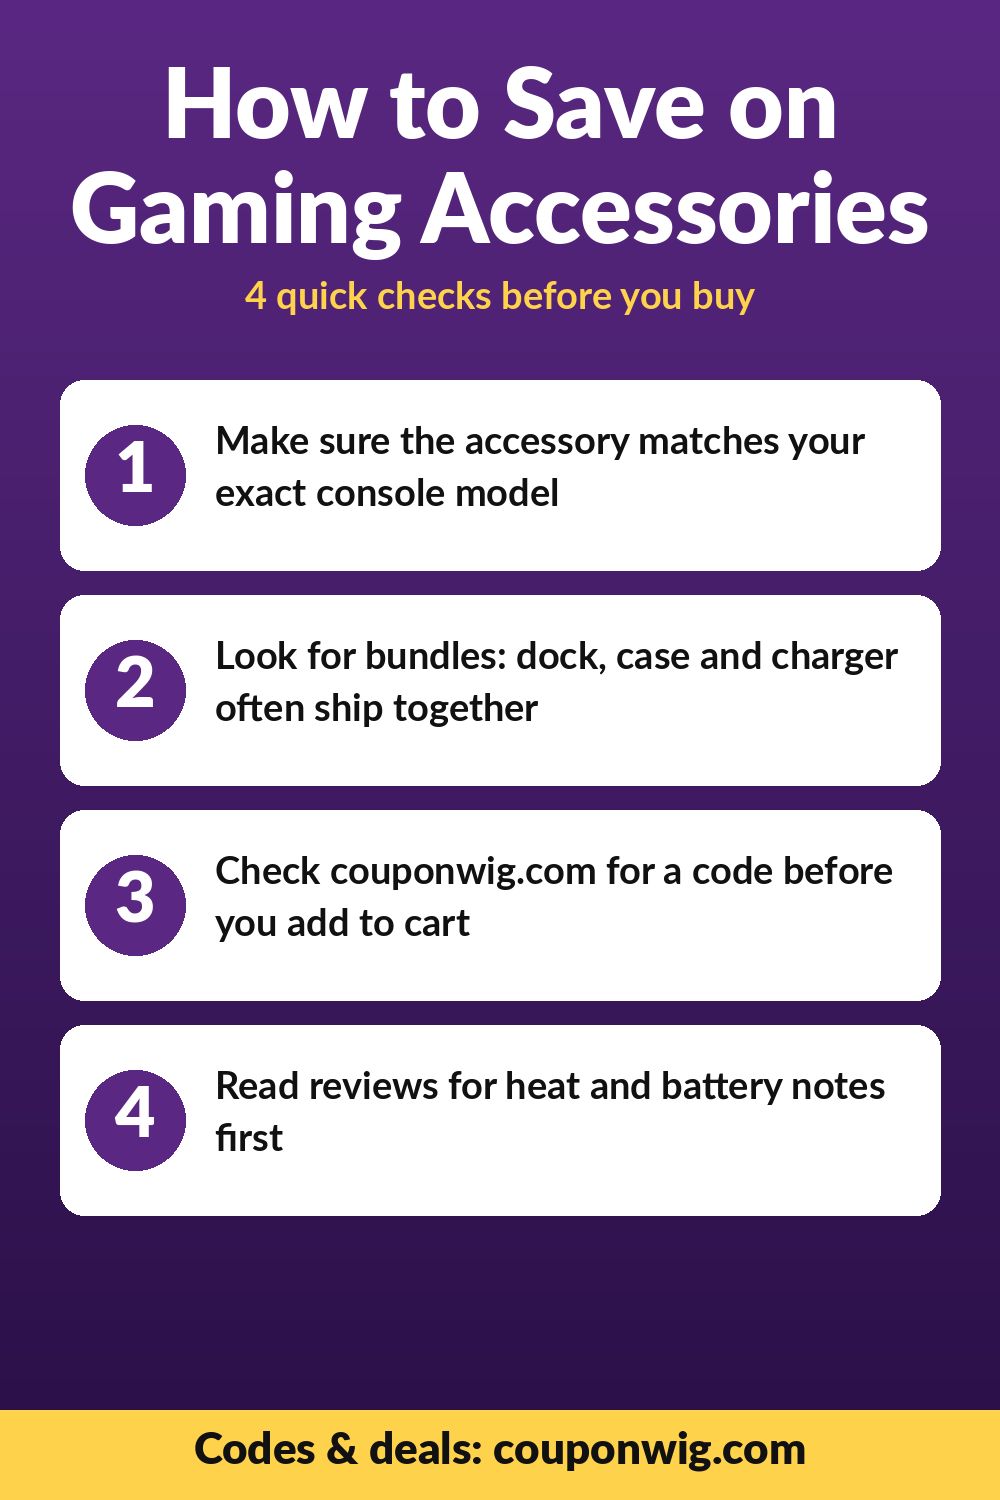 How to Save on
Gaming Accessories
4 quick checks before you buy
1
Make sure the accessory matches your
exact console model
2
Look for bundles: dock, case and charger
often ship together
3
Check couponwig.com for a code before
you add to cart
4
Read reviews for heat and battery notes
first
Codes & deals: couponwig.com